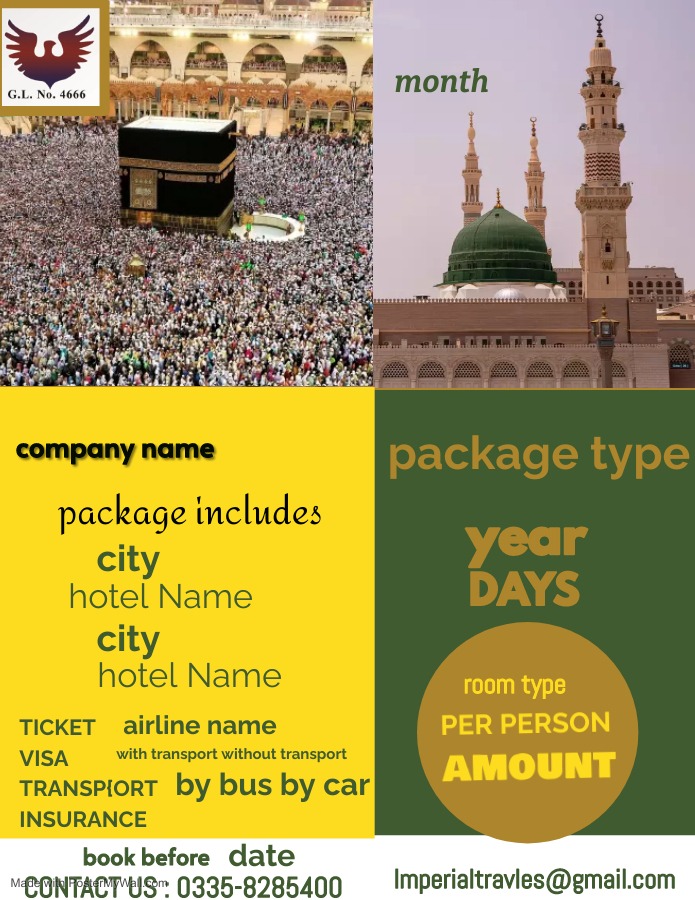 G.L. No. 4666
month
company name
package type
package includes
city
hotel Name
city
hotel Name
year
DAYS
room type
PER PERSON
AMOUNT
TICKET airline name
VISA with transport without transport
TRANSP{ORT by bus by car
INSURANCE
book before date
Made with PosterMyWall.com
CONTACT US : 0335-8285400
Imperialtravles@gmail.com